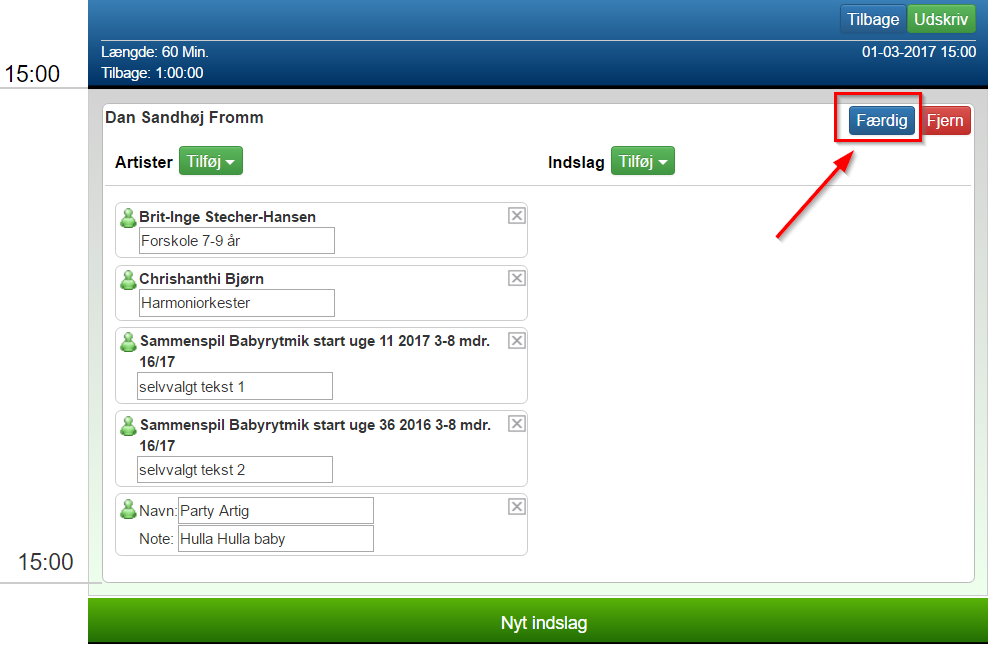 Tilbage Udskriv
Længde: 60 Min. 01-03-2017 15:00
Tilbage: 1:00:00
15:00
Dan Sandhøj Fromm Færdig Fjern
Artister Tilføj Indslag Tilføj
Brit-Inge Stecher-Hansen
Forskole 7-9 år
Chrishanthi Bjørn
Harmoniorkester
Sammenspil Babyrytmik start uge 11 2017 3-8 mdr.
16/17
selvvalgt tekst 1
Sammenspil Babyrytmik start uge 36 2016 3-8 mdr.
16/17
selvvalgt tekst 2
Navn: Party Artig
Note: Hulla Hulla baby
15:00
Nyt indslag